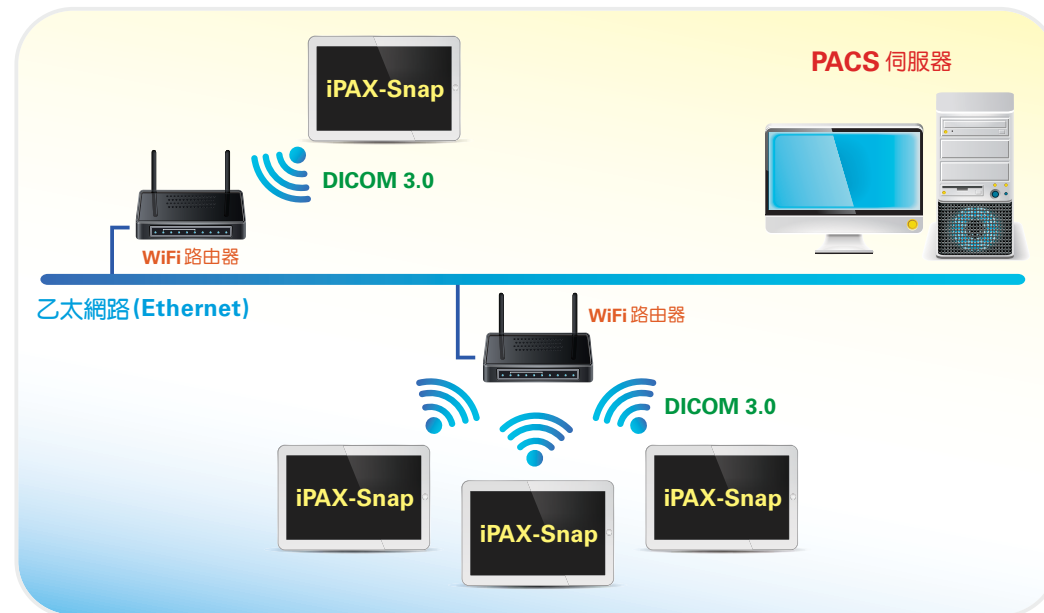 iPAX-Snap
PACS 伺服器
DICOM 3.0
WiFi 路由器
乙太網路(Ethernet)
WiFi 路由器
DICOM 3.0
iPAX-Snap
iPAX-Snap
iPAX-Snap